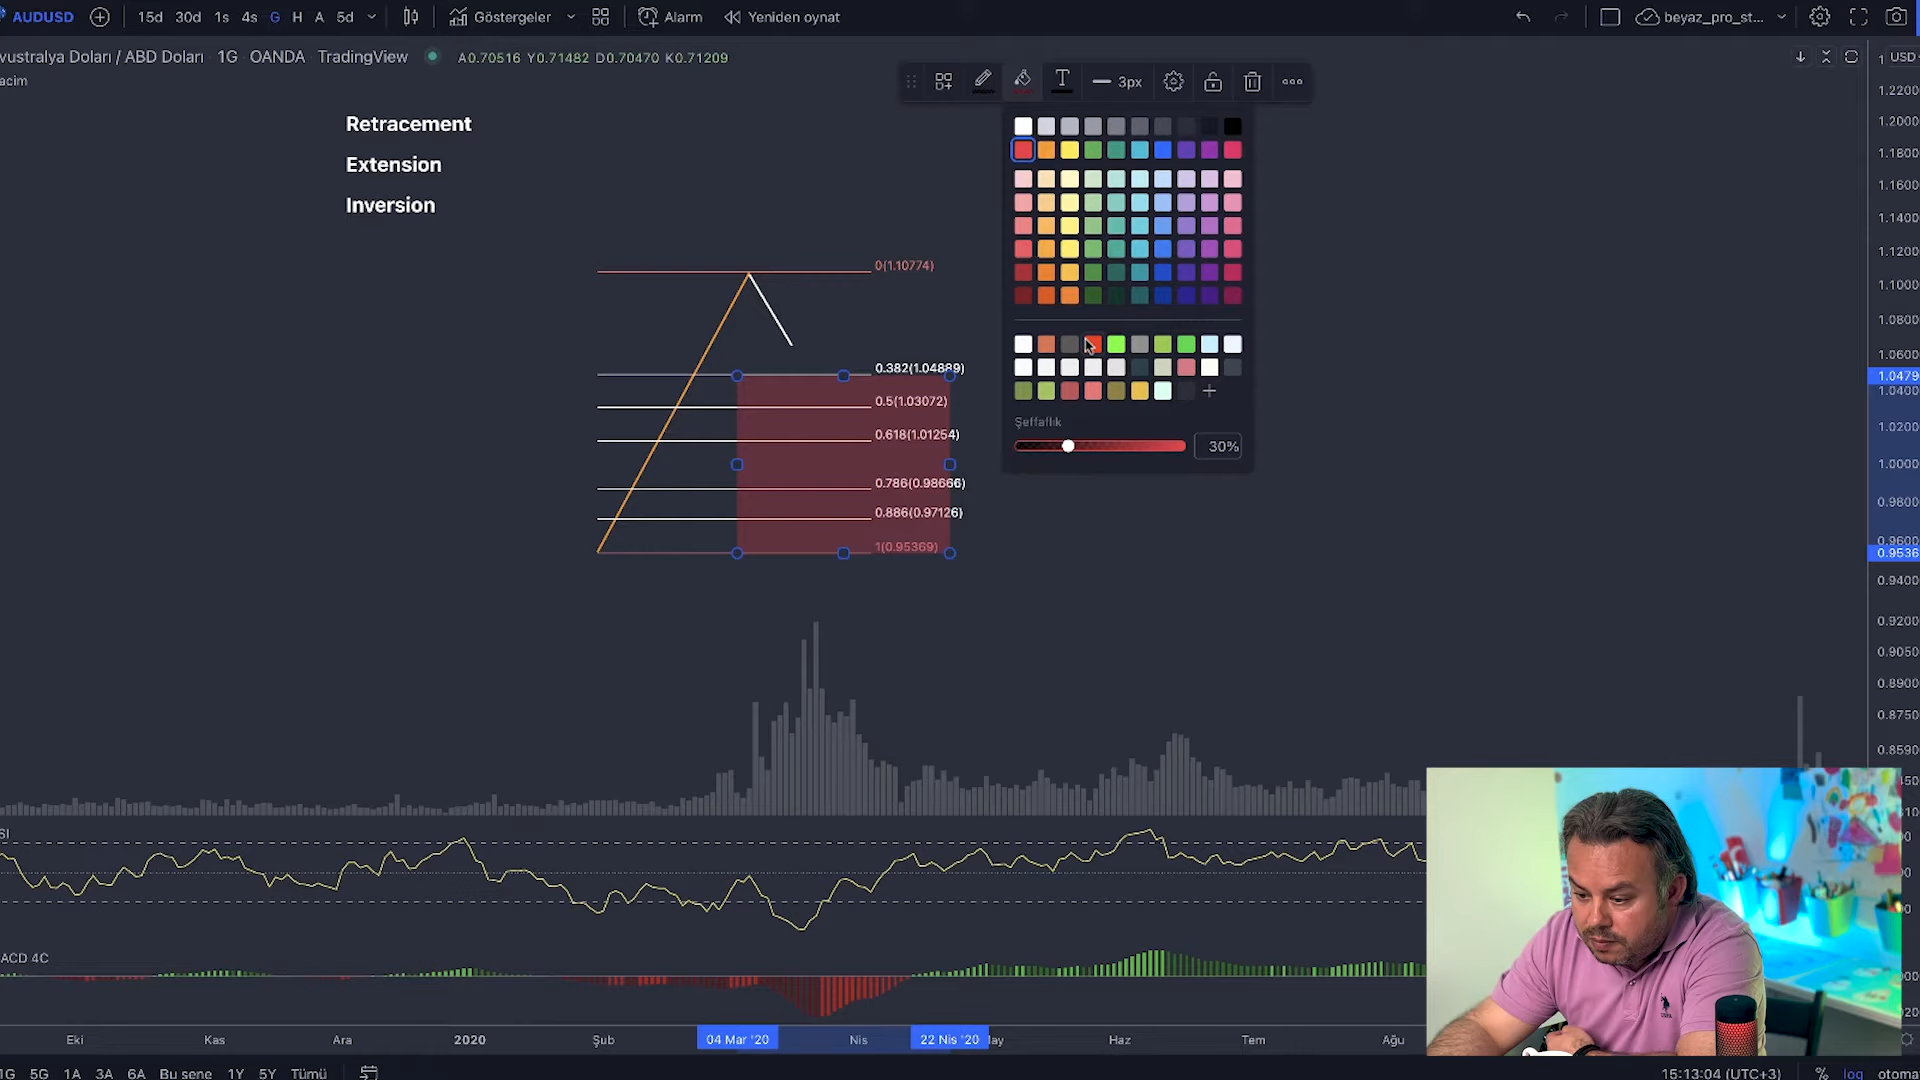 AUDUSD 15d 30d 1s 4s G H A 5d Göstergeler Alarm Yeniden oynat beyaz_pro_st...
vustralya Doları / ABD Doları 1G OANDA TradingView A0.70516 Y0.71482 D0.70470 K0.71209
acim
USD
3px
Retracement
Extension
Inversion
0(1.10774)
0.382(1.04889)
0.5(1.03072)
0.618(1.01254)
0.786(0.98666)
0.886(0.97126)
1(0.95369)
Şeffaflık
30%
1.2200
1.2000
1.1800
1.1600
1.1400
1.1200
1.1000
1.0800
1.0600
1.0479
1.0400
1.0200
1.0000
0.9800
0.9600
0.9536
0.9400
0.9200
0.9050
0.8900
0.8750
0.8590
SI
ACD 4C
Eki Kas Ara 2020 Şub 04 Mar '20 Nis 22 Nis '20 May Haz Tem Ağu
1G 5G 1A 3A 6A Bu sene 1Y 5Y Tümü
15:13:04 (UTC+3) % log otoma